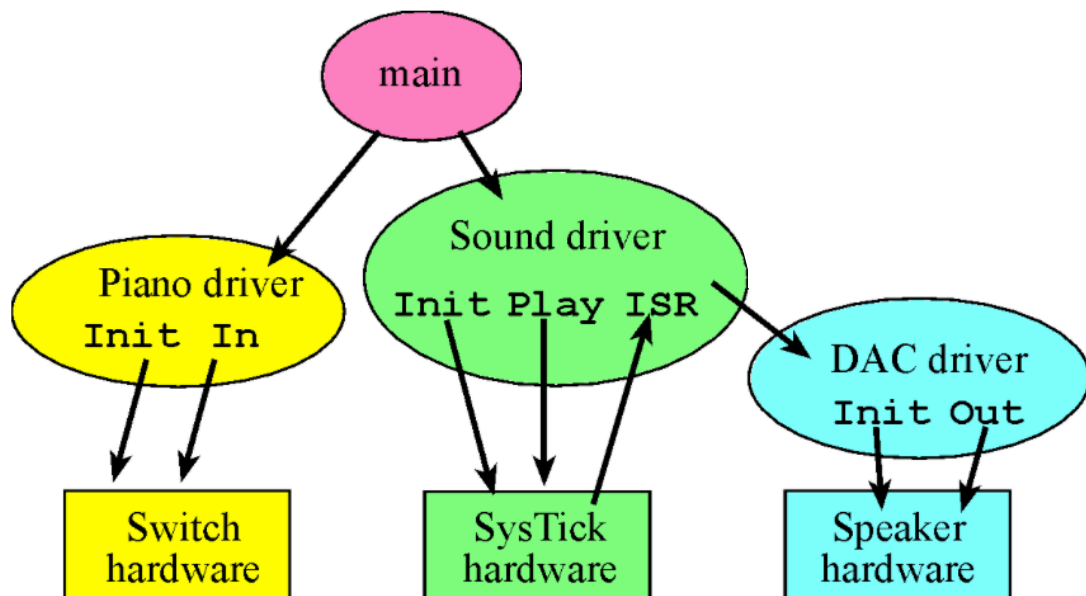 main
Sound driver
Init Play ISR
Piano driver
Init In
DAC driver
Init Out
Switch
hardware
SysTick
hardware
Speaker
hardware